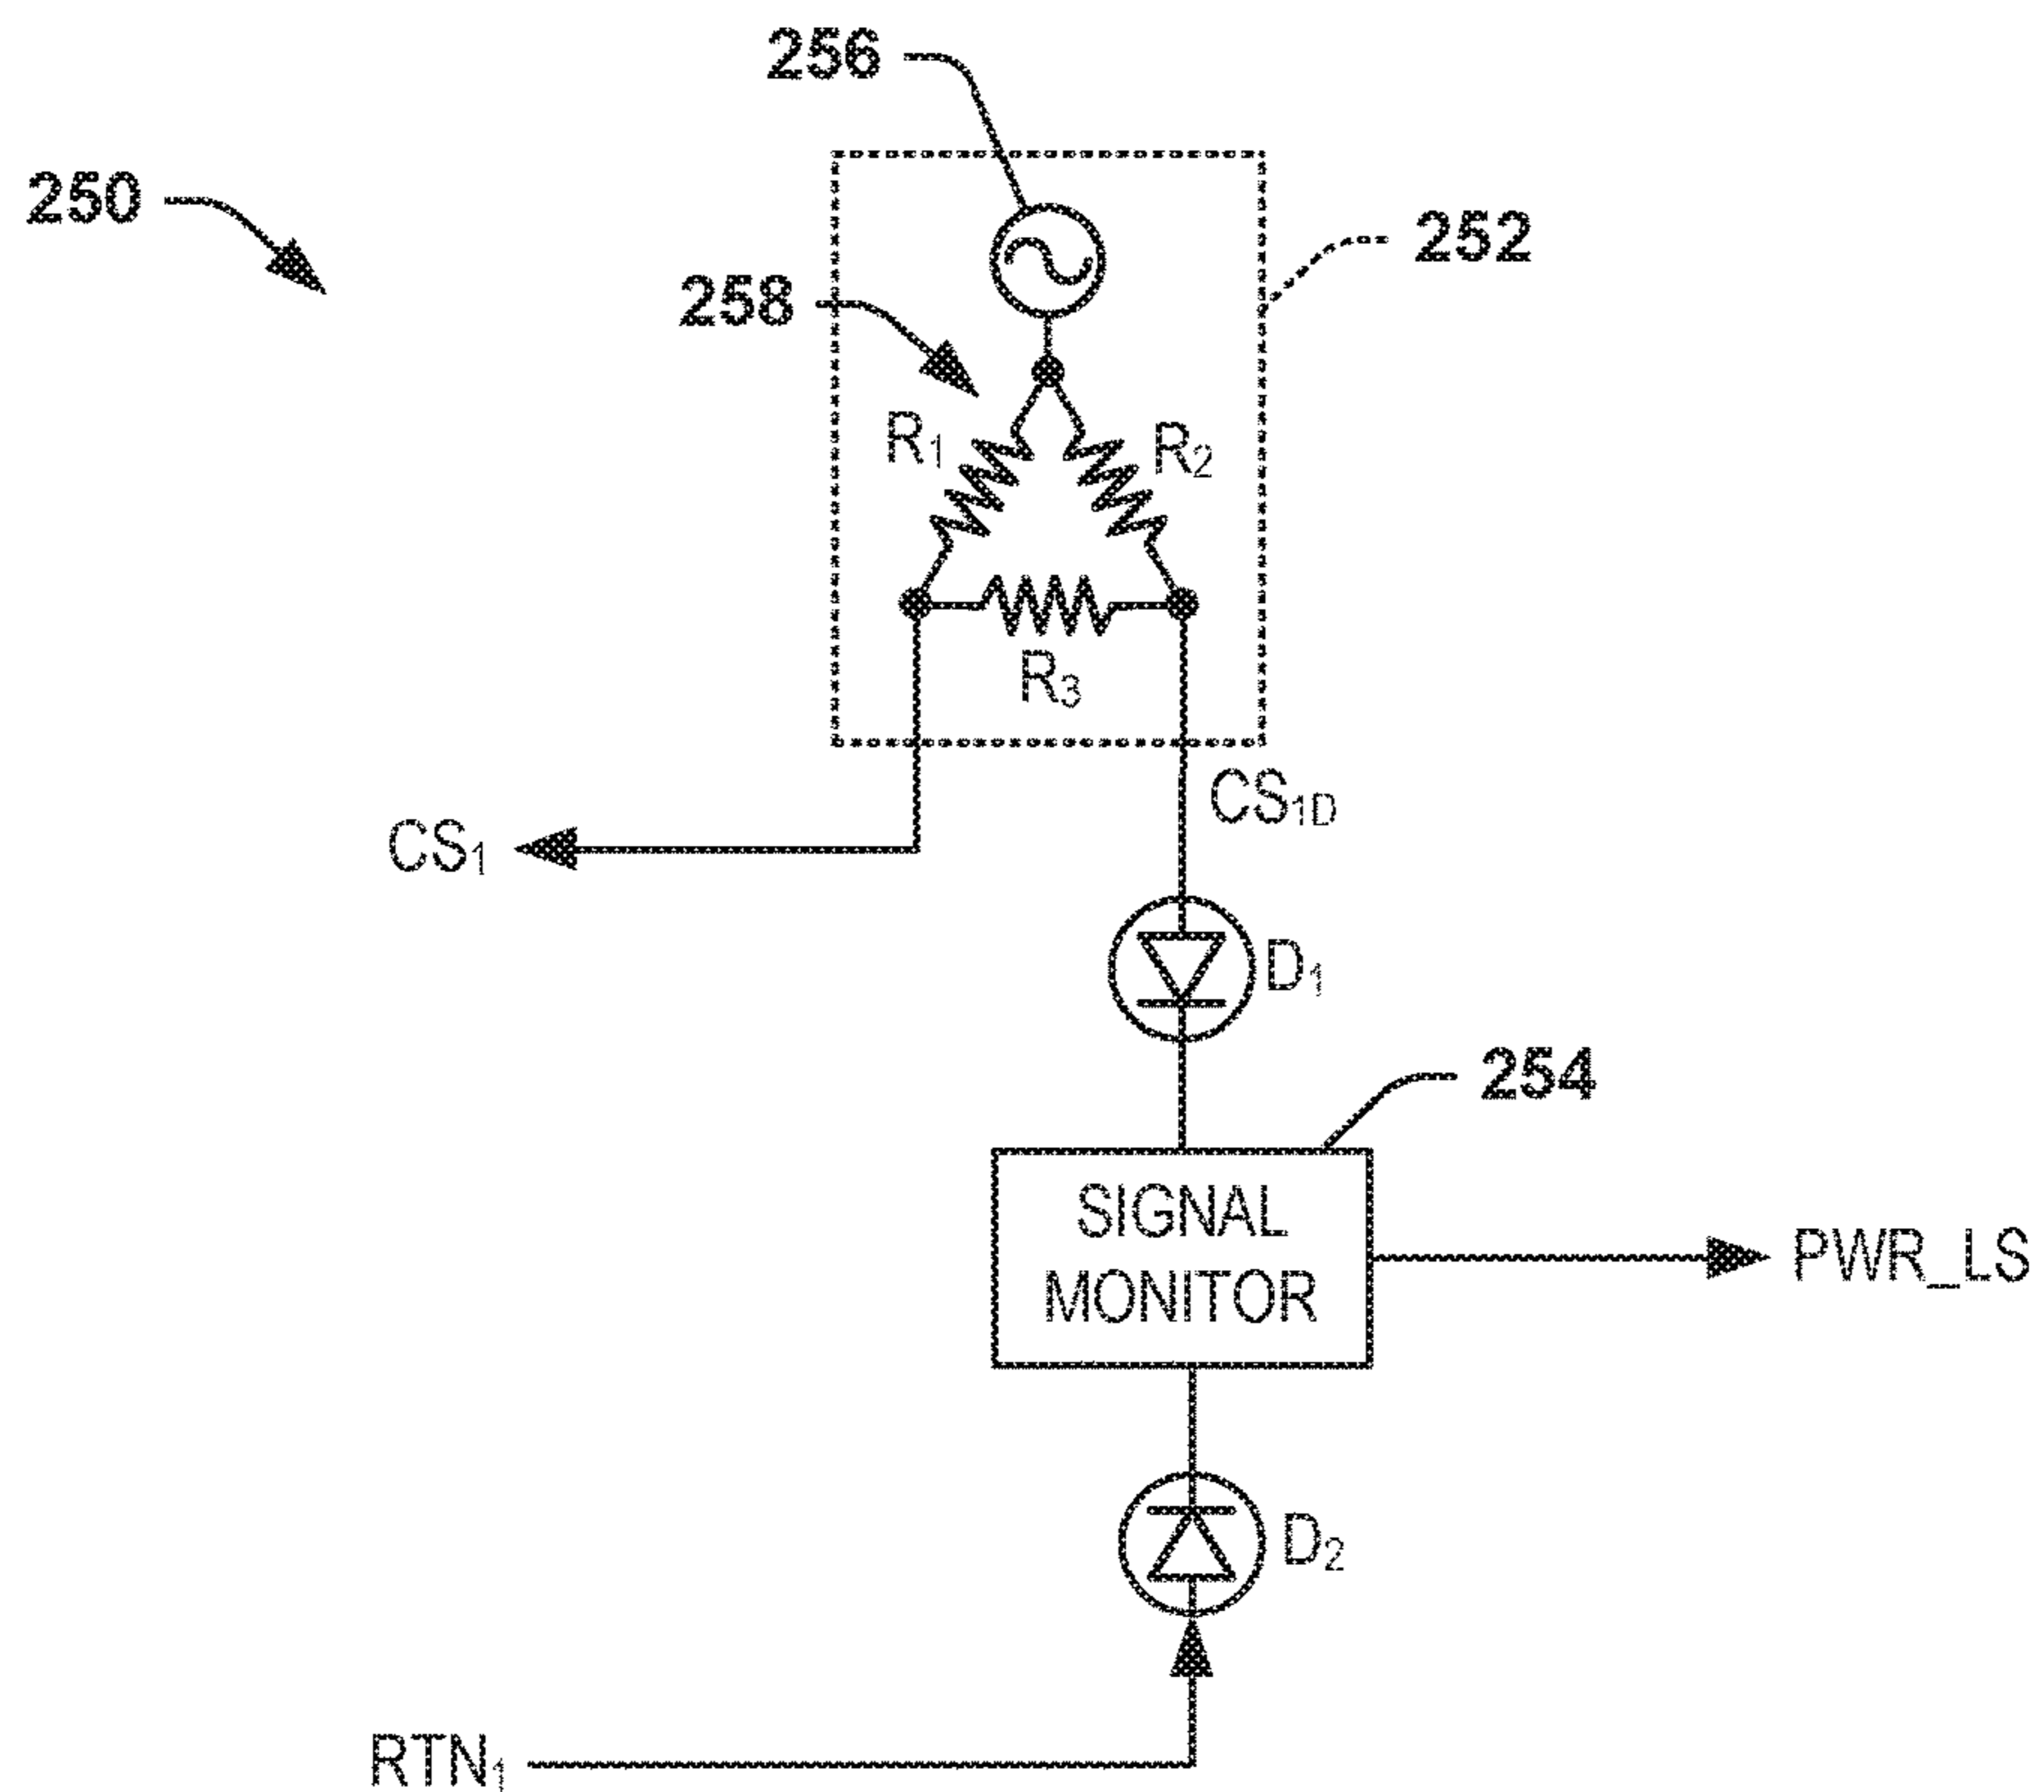 256
250
252
258
R1
R2
R3
CS1D
CS1
D1
254
SIGNAL
MONITOR
PWR_LS
D2
RTN1